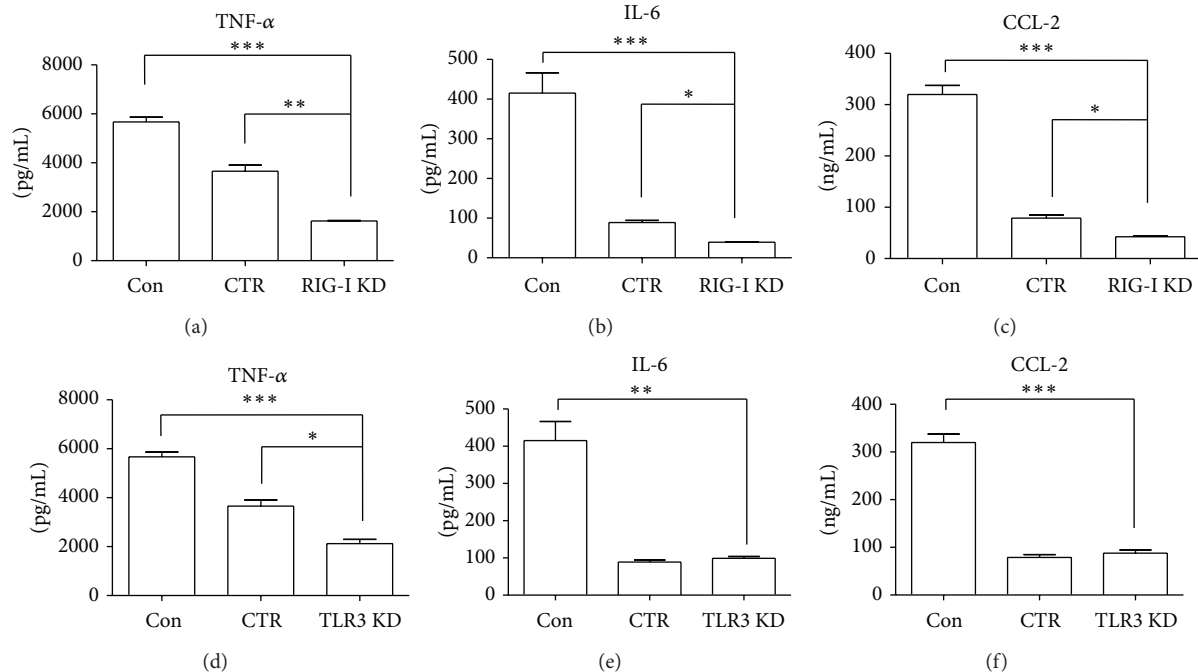 TNF-α
***
**
8000
6000
4000
2000
0
(pg/mL)
Con CTR RIG-I KD
(a)
IL-6
***
*
500
400
300
200
100
0
(pg/mL)
Con CTR RIG-I KD
(b)
CCL-2
***
*
400
300
200
100
0
(ng/mL)
Con CTR RIG-I KD
(c)
TNF-α
***
*
8000
6000
4000
2000
0
(pg/mL)
Con CTR TLR3 KD
(d)
IL-6
**
500
400
300
200
100
0
(pg/mL)
Con CTR TLR3 KD
(e)
CCL-2
***
400
300
200
100
0
(ng/mL)
Con CTR TLR3 KD
(f)